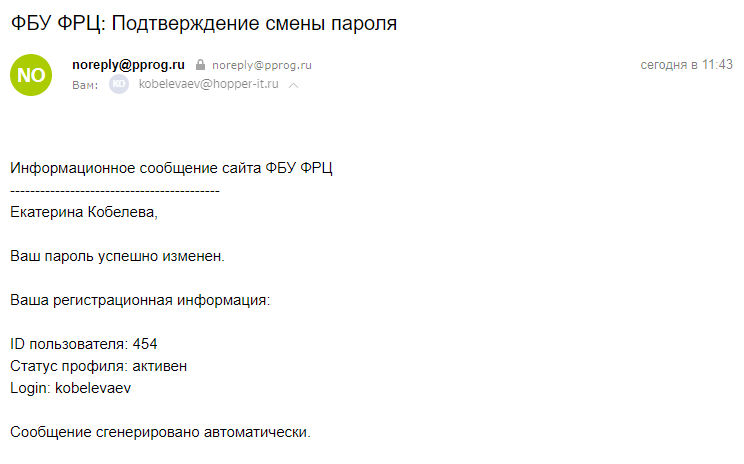 ФБУ ФРЦ: Подтверждение смены пароля
NO
noreply@pprog.ru noreply@pprog.ru
сегодня в 11:43
Вам: KO kobelevaev@hopper-it.ru
Информационное сообщение сайта ФБУ ФРЦ
------------------------------------------
Екатерина Кобелева,
Ваш пароль успешно изменен.
Ваша регистрационная информация:
ID пользователя: 454
Статус профиля: активен
Login: kobelevaev
Сообщение сгенерировано автоматически.